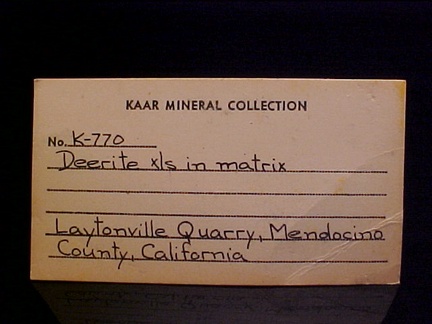 KAAR MINERAL COLLECTION
No. K-770
Deerite xls in matrix
Laytonville Quarry, Mendocino
County, California